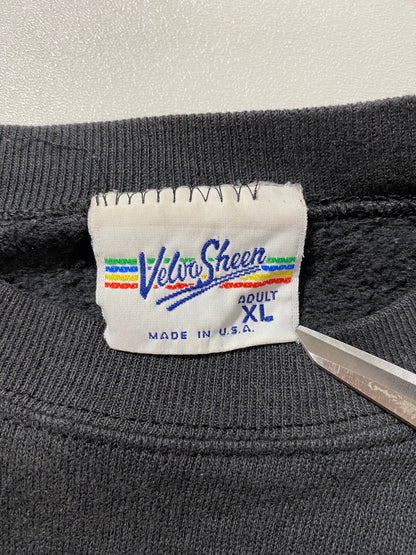 Velva Sheen
ADULT
XL
MADE IN U.S.A.